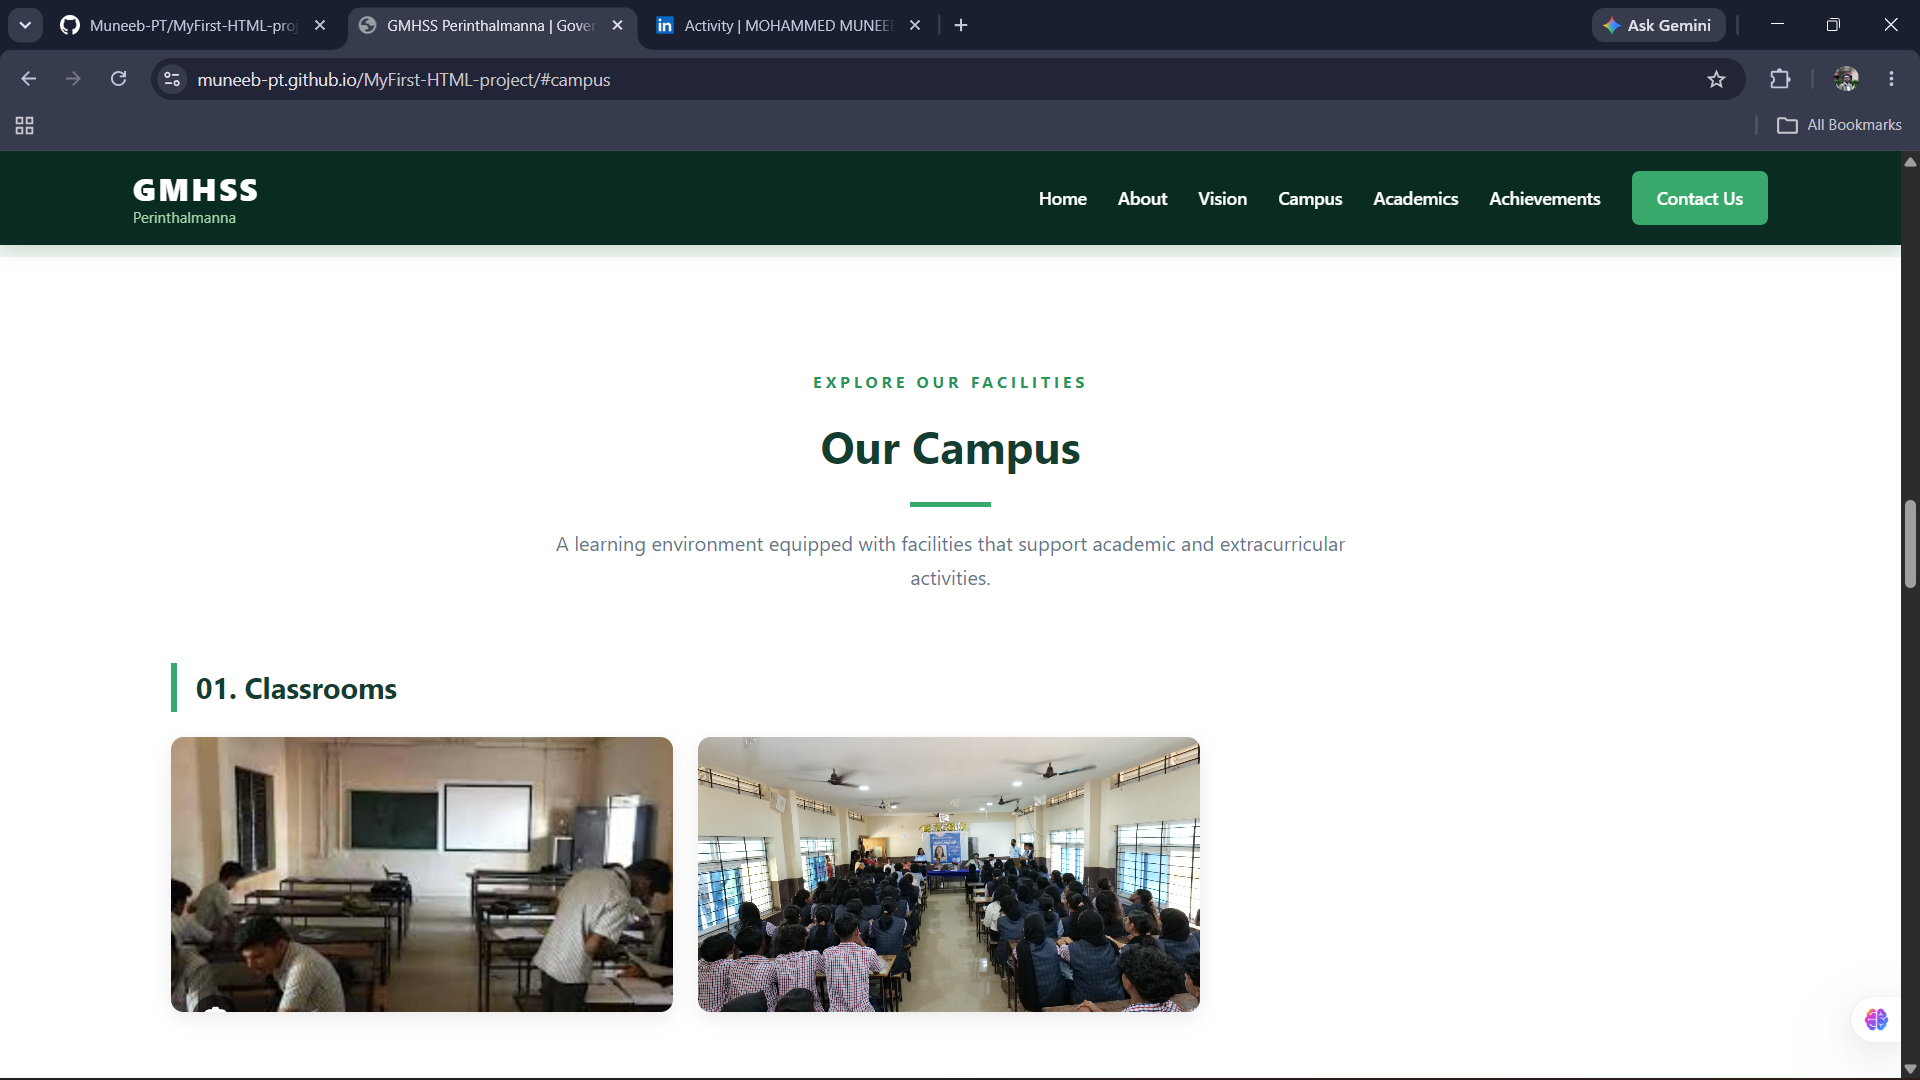 Muneeb-PT/MyFirst-HTML-proj
GMHSS Perinthalmanna | Gover
Activity | MOHAMMED MUNEE
Ask Gemini
muneeb-pt.github.io/MyFirst-HTML-project/#campus
All Bookmarks
GMHSS
Perinthalmanna
Home
About
Vision
Campus
Academics
Achievements
Contact Us
EXPLORE OUR FACILITIES
Our Campus
A learning environment equipped with facilities that support academic and extracurricular
activities.
01. Classrooms